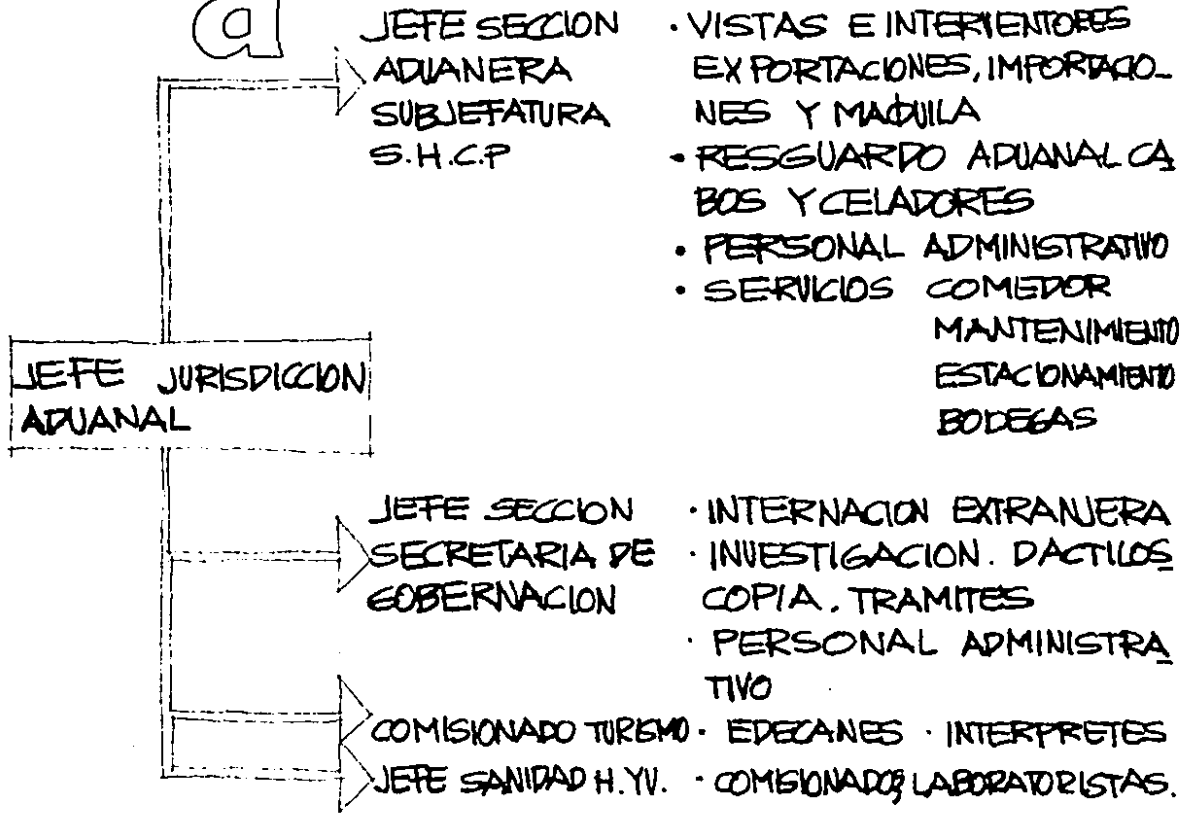 a
JEFE SECCION
ADUANERA
SUBJEFATURA
S.H.C.P
· VISTAS E INTERVENTORES
EXPORTACIONES, IMPORTACIO_
NES Y MAQUILA
· RESGUARDO ADUANAL CA
BOS Y CELADORES
· PERSONAL ADMINISTRATIVO
· SERVICIOS COMEDOR
MANTENIMIENTO
ESTACIONAMIENTO
BODEGAS
JEFE JURISDICCION
ADUANAL
JEFE SECCION
SECRETARIA DE
GOBERNACION
· INTERNACION EXTRANJERA
· INVESTIGACION. DACTILOS
COPIA. TRAMITES
· PERSONAL ADMINISTRA
TIVO
COMISIONADO TURISMO · EDECANES · INTERPRETES
JEFE SANIDAD H. Y V. · COMISIONADOS LABORATORISTAS.